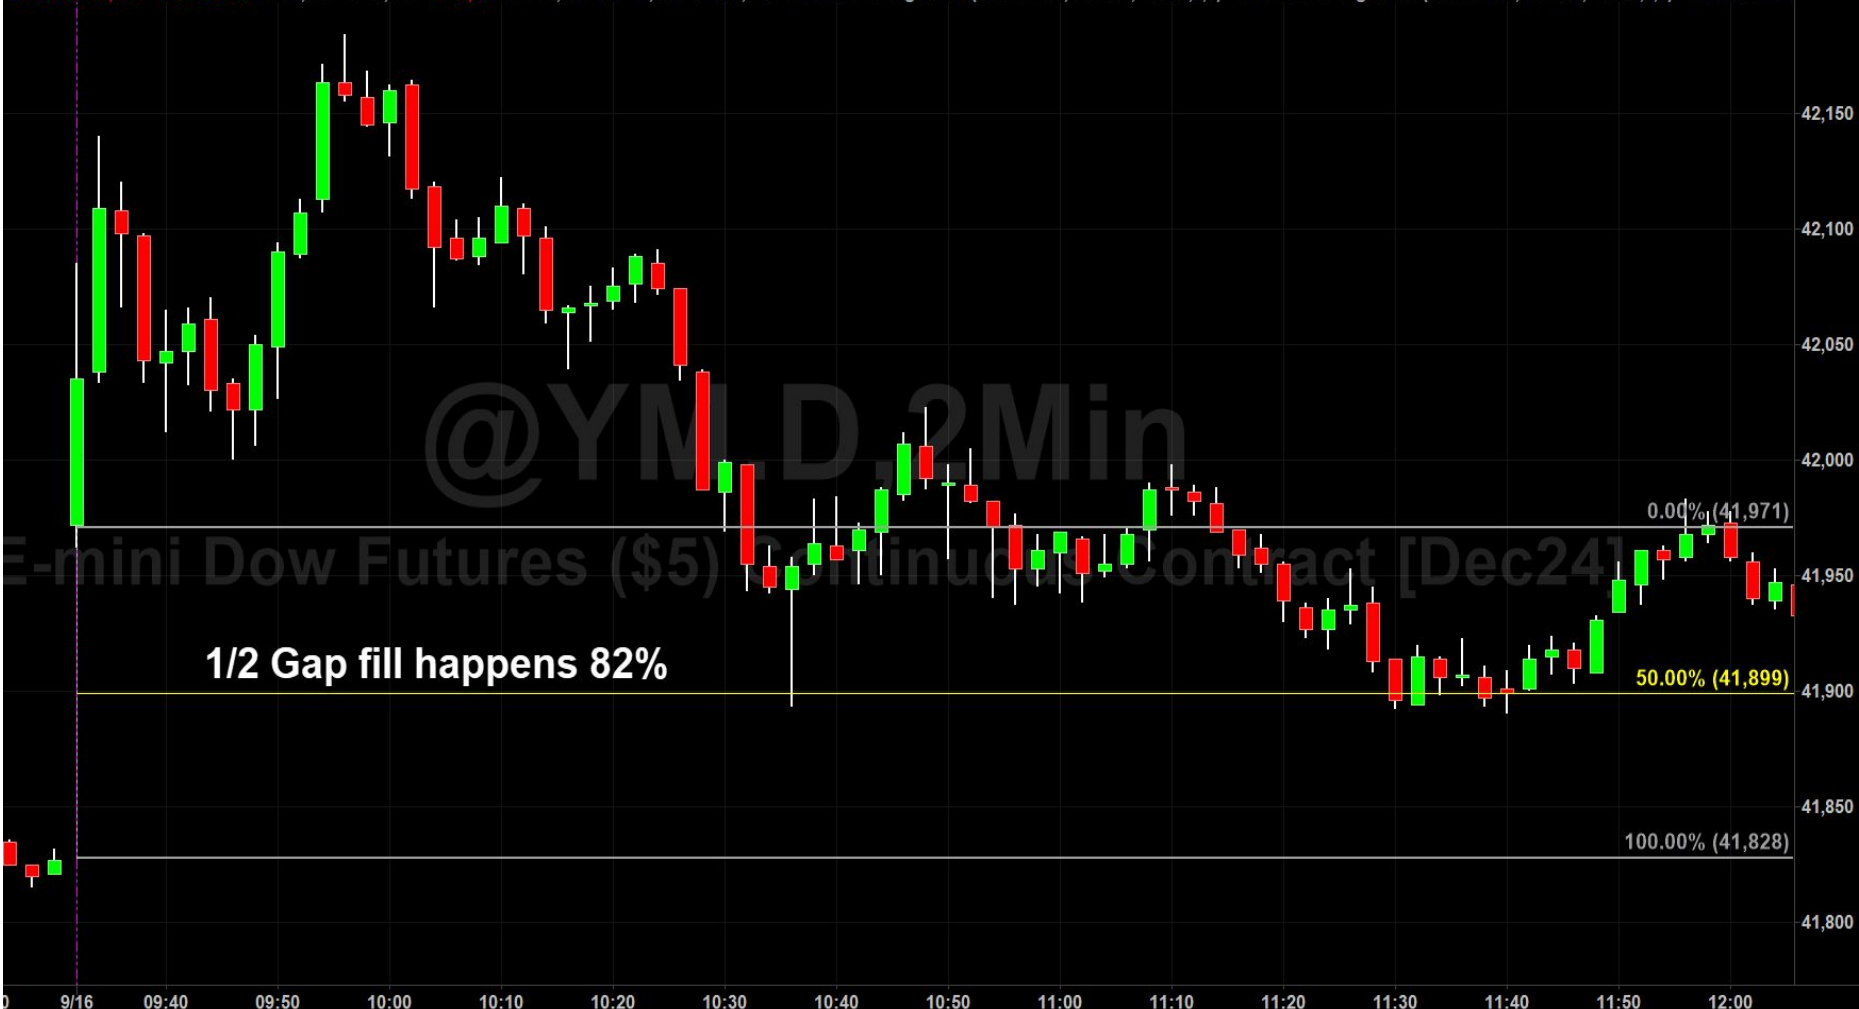 42,150
42,100
42,050
@YM.D,2Min
42,000
0.00% (41,971)
E-mini Dow Futures ($5) Continuous Contract [Dec24]
41,950
1/2 Gap fill happens 82%
50.00% (41,899)
41,900
41,850
100.00% (41,828)
41,800
9/16 09:40 09:50 10:00 10:10 10:20 10:30 10:40 10:50 11:00 11:10 11:20 11:30 11:40 11:50 12:00